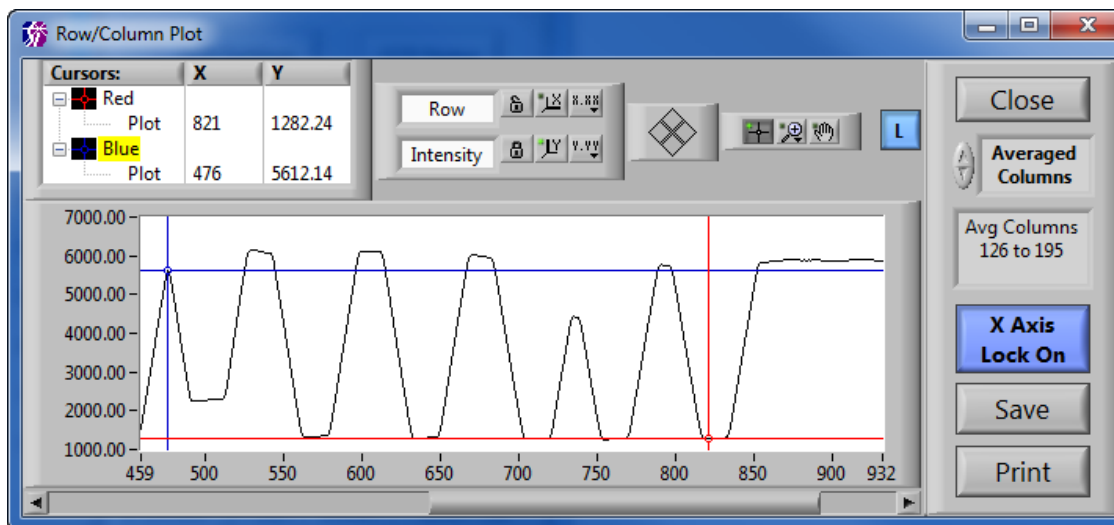 Row/Column Plot
Cursors: X Y
Red
Plot 821 1282.24
Blue
Plot 476 5612.14
Row
X
X.XX
Intensity
Y
Y.YY
L
Close
Averaged
Columns
Avg Columns
126 to 195
X Axis
Lock On
Save
Print
7000.00
6000.00
5000.00
4000.00
3000.00
2000.00
1000.00
459 500 550 600 650 700 750 800 850 900 932